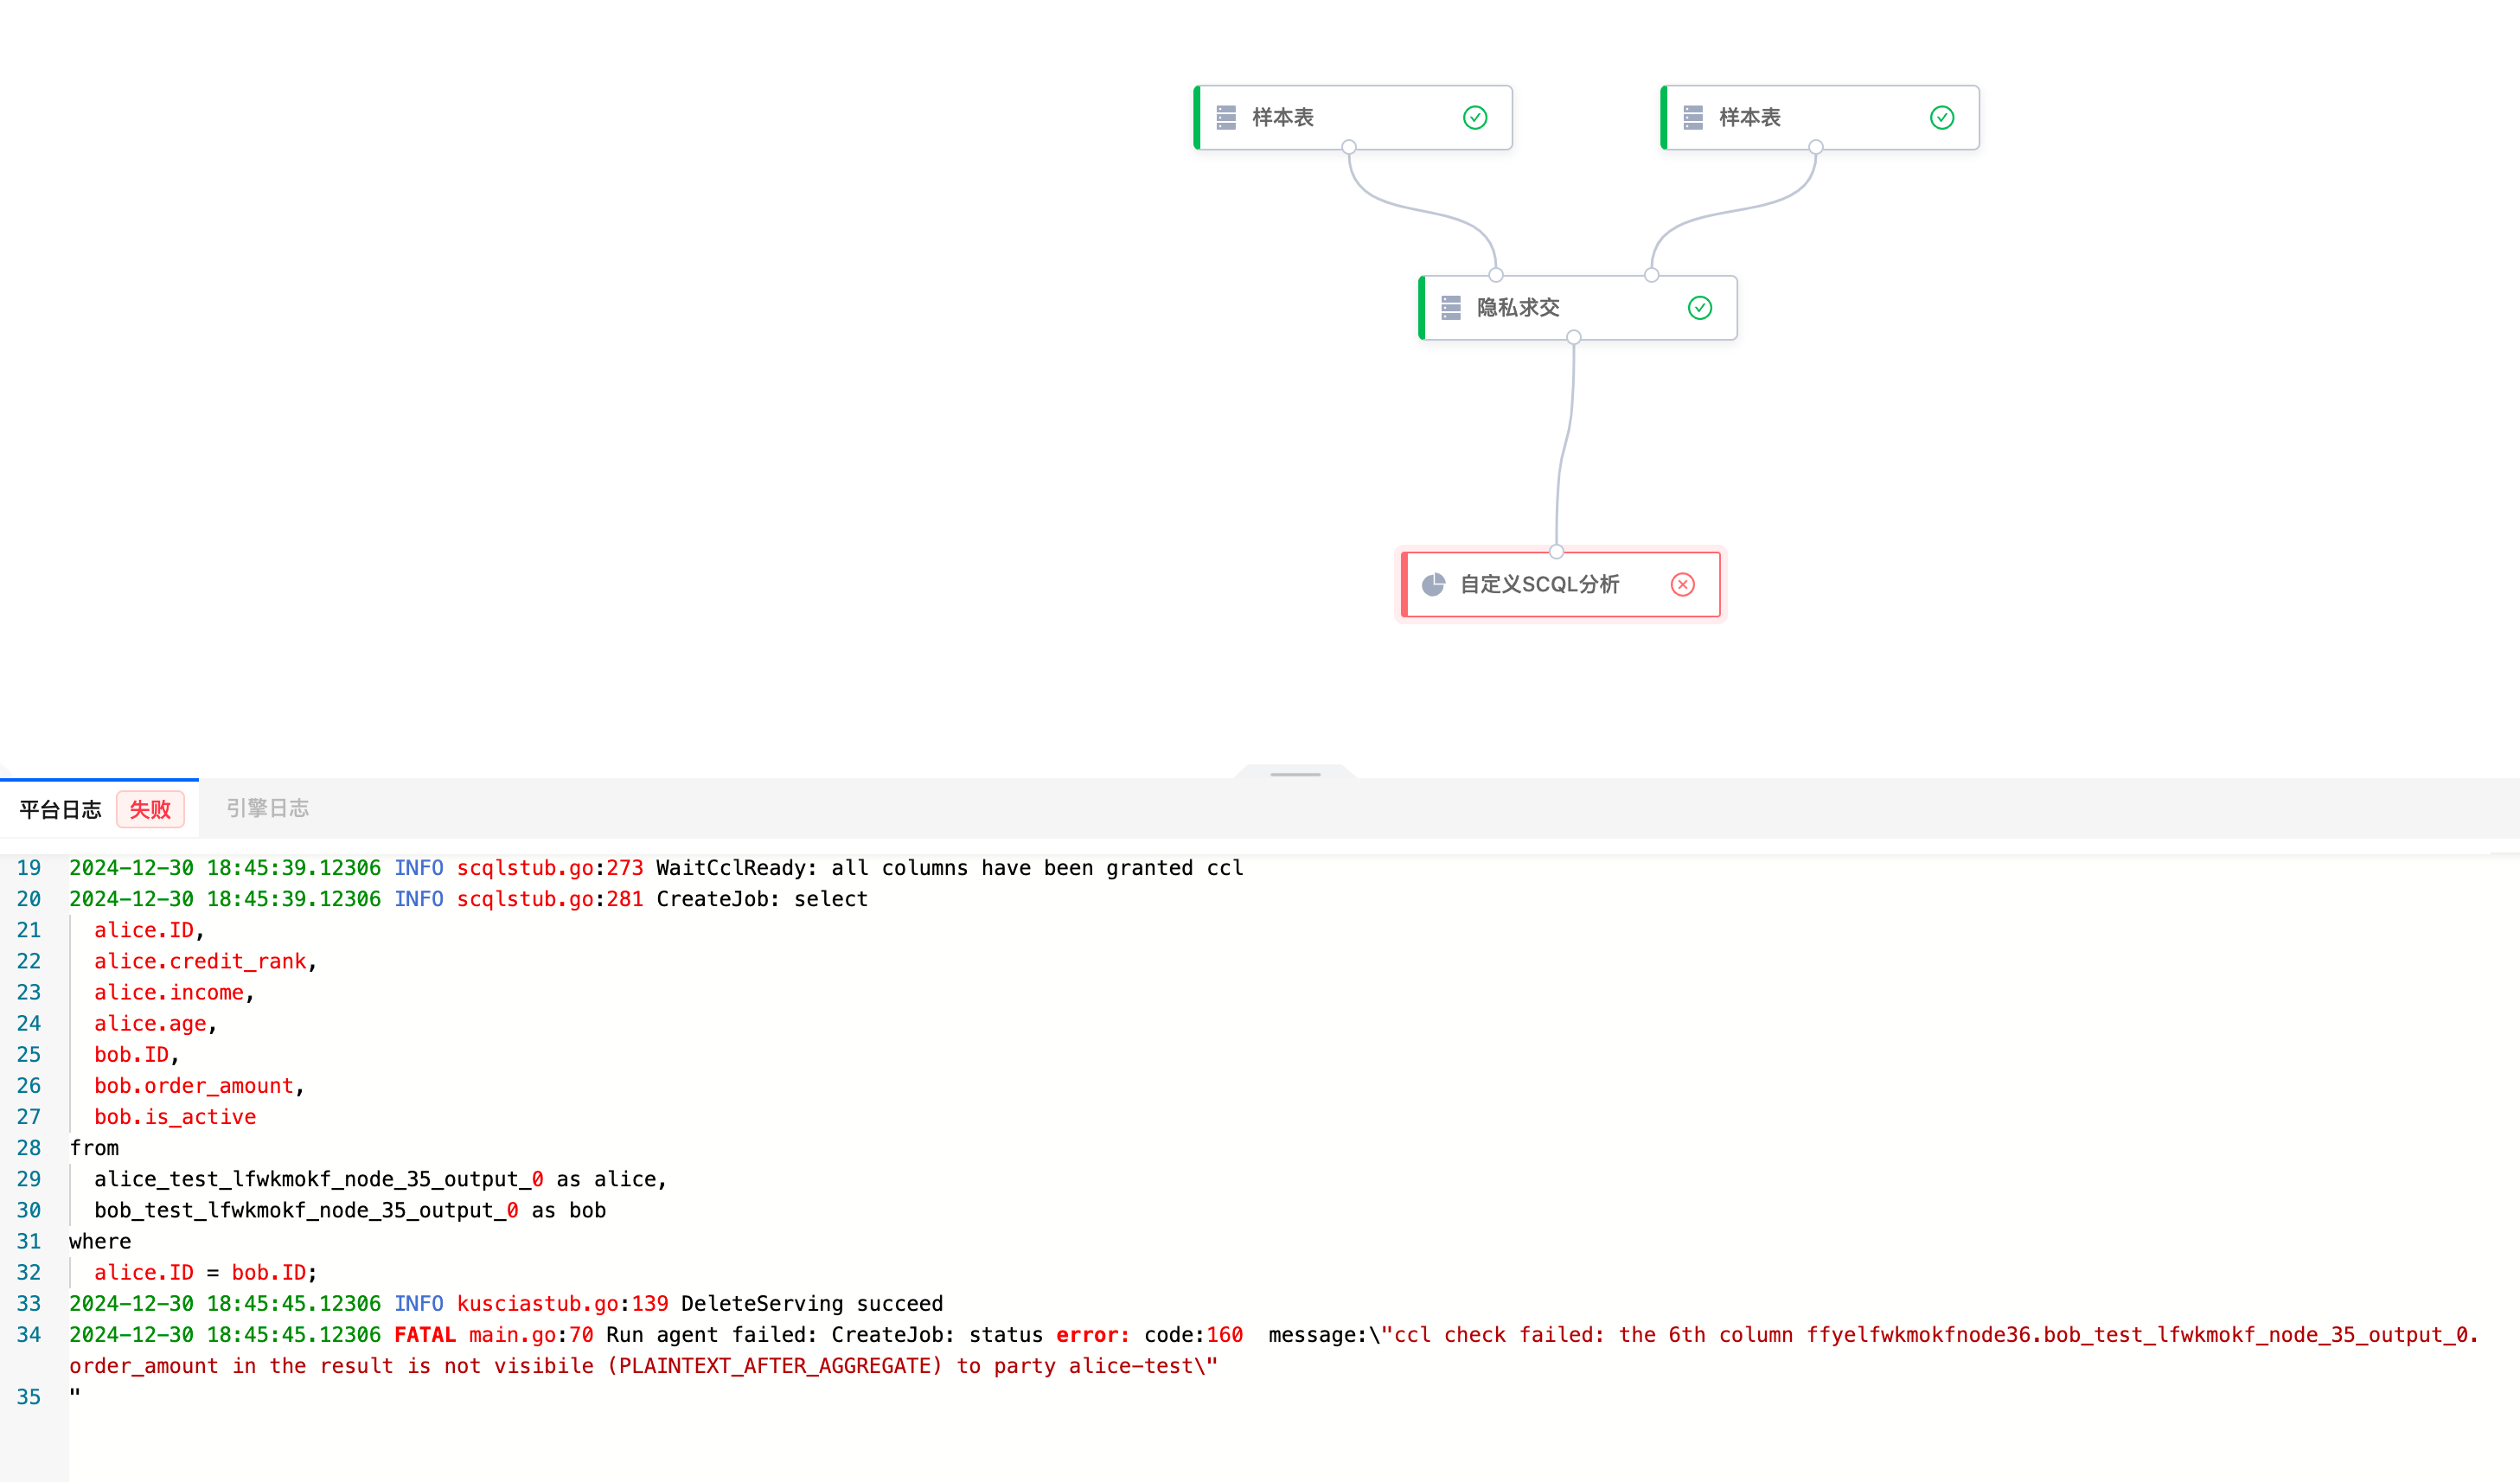 样本表
样本表
隐私求交
自定义SCQL分析
平台日志 失败 引擎日志
19 2024-12-30 18:45:39.12306 INFO scqlstub.go:273 WaitCclReady: all columns have been granted ccl
20 2024-12-30 18:45:39.12306 INFO scqlstub.go:281 CreateJob: select
21 alice.ID,
22 alice.credit_rank,
23 alice.income,
24 alice.age,
25 bob.ID,
26 bob.order_amount,
27 bob.is_active
28 from
29 alice_test_lfwkmokf_node_35_output_0 as alice,
30 bob_test_lfwkmokf_node_35_output_0 as bob
31 where
32 alice.ID = bob.ID;
33 2024-12-30 18:45:45.12306 INFO kusciastub.go:139 DeleteServing succeed
34 2024-12-30 18:45:45.12306 FATAL main.go:70 Run agent failed: CreateJob: status error: code:160  message:\"ccl check failed: the 6th column ffyelfwkmokfnode36.bob_test_lfwkmokf_node_35_output_0.
order_amount in the result is not visibile (PLAINTEXT_AFTER_AGGREGATE) to party alice-test\"
35 "